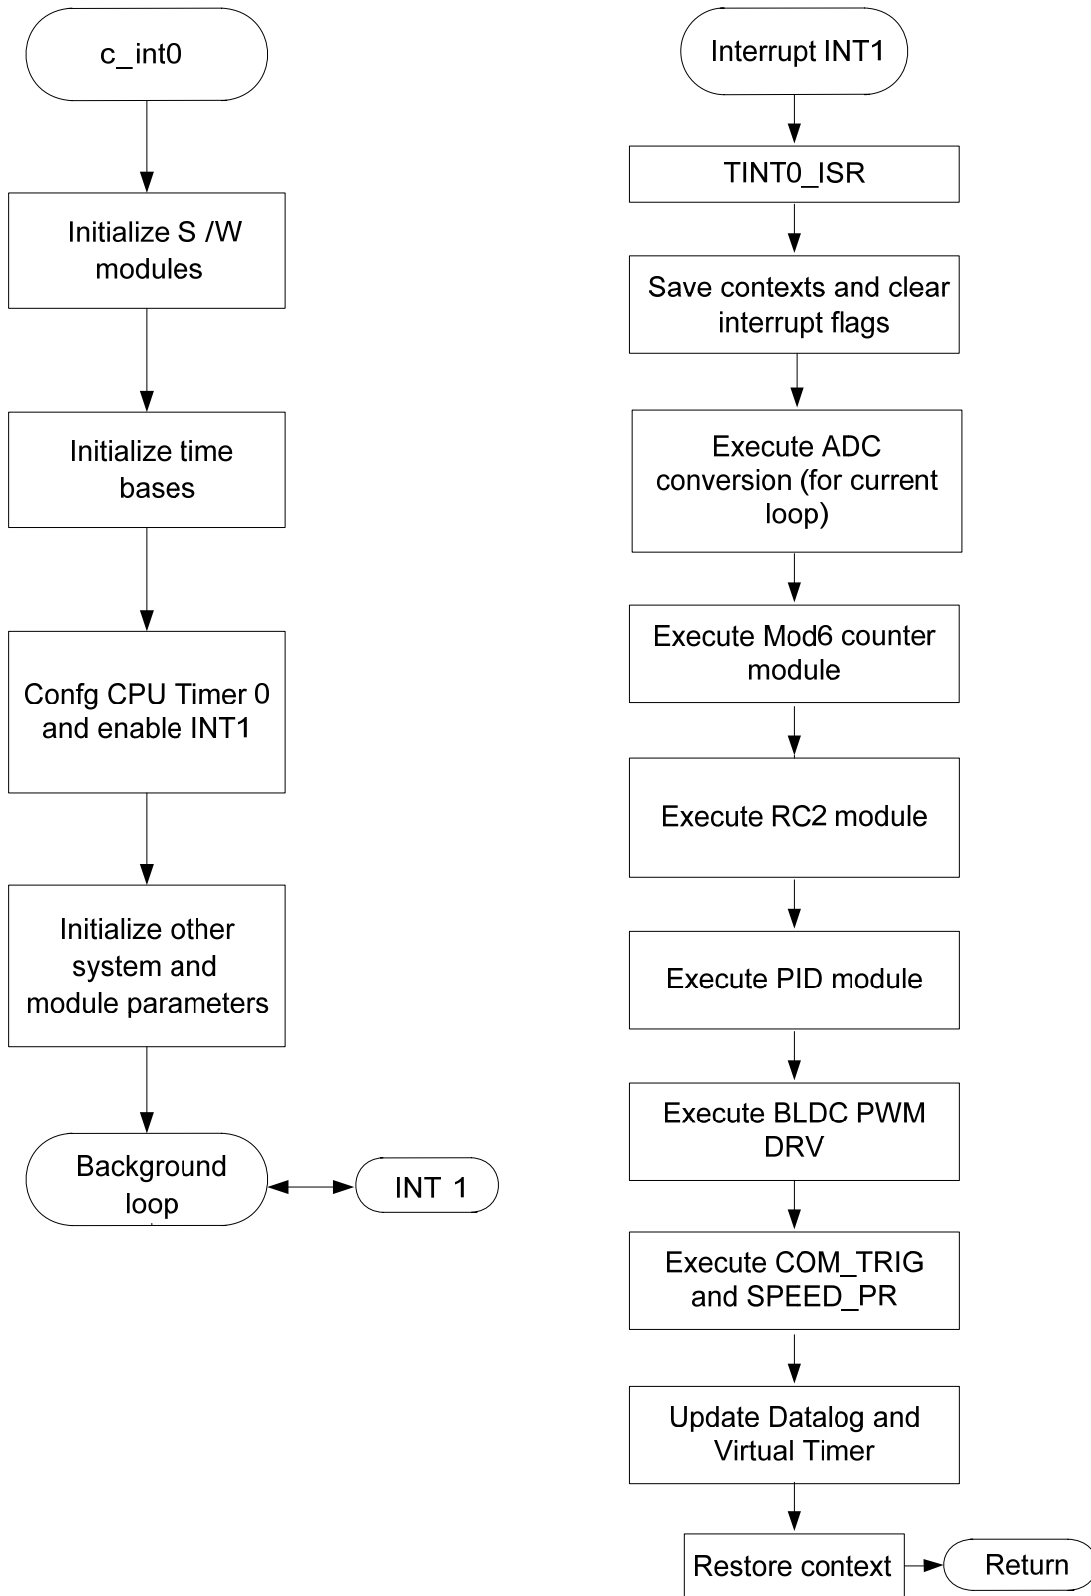 c_int0
Initialize S /W
modules
Initialize time
bases
Confg CPU Timer 0
and enable INT1
Initialize other
system and
module parameters
Background
loop
INT 1
Interrupt INT1
TINT0_ISR
Save contexts and clear
interrupt flags
Execute ADC
conversion (for current
loop)
Execute Mod6 counter
module
Execute RC2 module
Execute PID module
Execute BLDC PWM
DRV
Execute COM_TRIG
and SPEED_PR
Update Datalog and
Virtual Timer
Restore context
Return